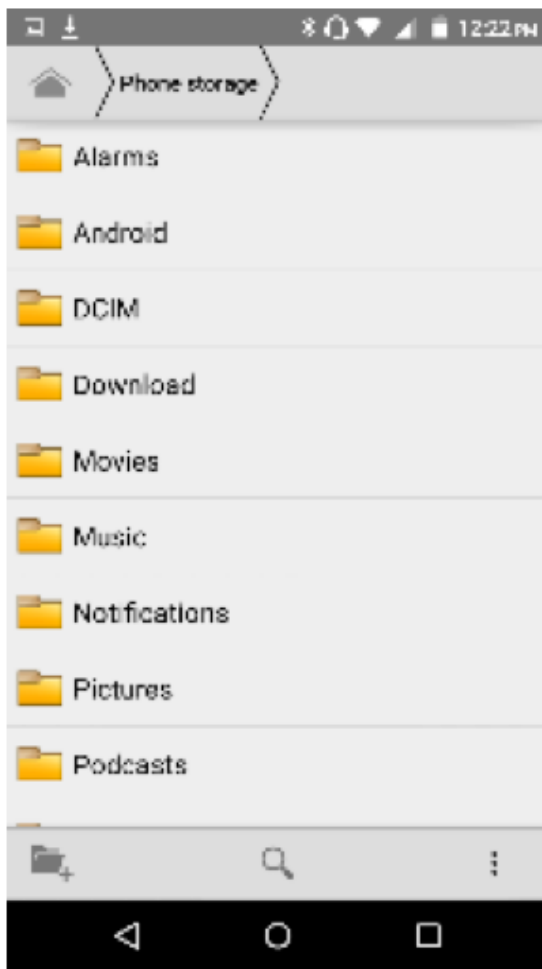 12:22 PM
Phone storage
Alarms
Android
DCIM
Download
Movies
Music
Notifications
Pictures
Podcasts